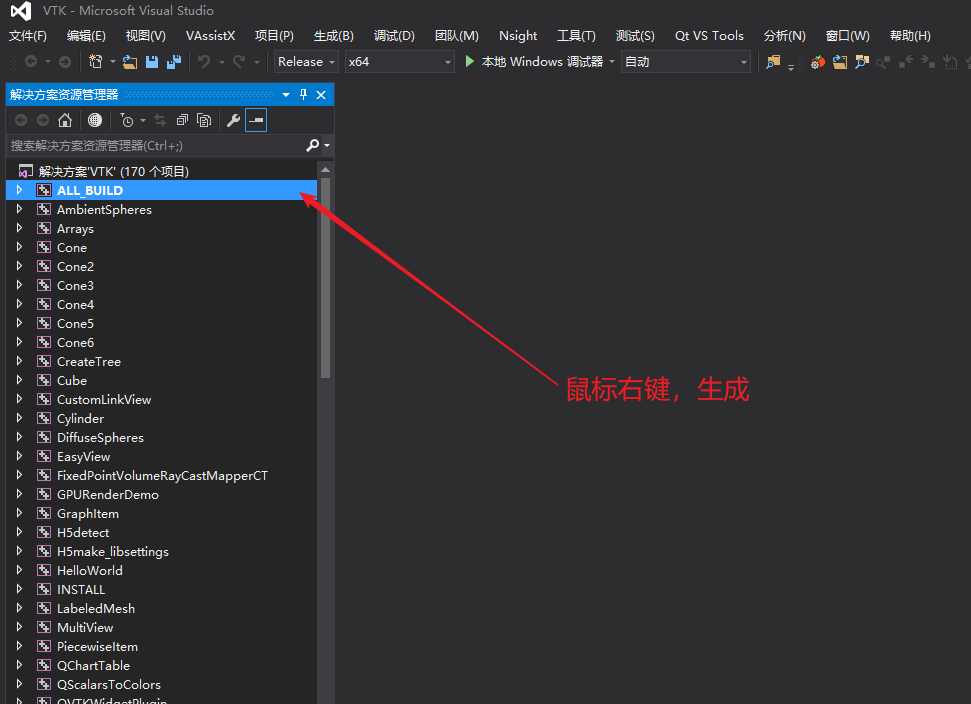 VTK - Microsoft Visual Studio
文件(F) 编辑(E) 视图(V) VAssistX 项目(P) 生成(B) 调试(D) 团队(M) Nsight 工具(T) 测试(S) Qt VS Tools 分析(N) 窗口(W) 帮助(H)
Release x64 本地 Windows 调试器 自动
解决方案资源管理器
搜索解决方案资源管理器(Ctrl+;)
解决方案'VTK' (170 个项目)
ALL_BUILD
AmbientSpheres
Arrays
Cone
Cone2
Cone3
Cone4
Cone5
Cone6
CreateTree
Cube
鼠标右键，生成
CustomLinkView
Cylinder
DiffuseSpheres
EasyView
FixedPointVolumeRayCastMapperCT
GPURenderDemo
GraphItem
H5detect
H5make_libsettings
HelloWorld
INSTALL
LabeledMesh
MultiView
PiecewiseItem
QChartTable
QScalarsToColors
QVTKWidgetPlugin